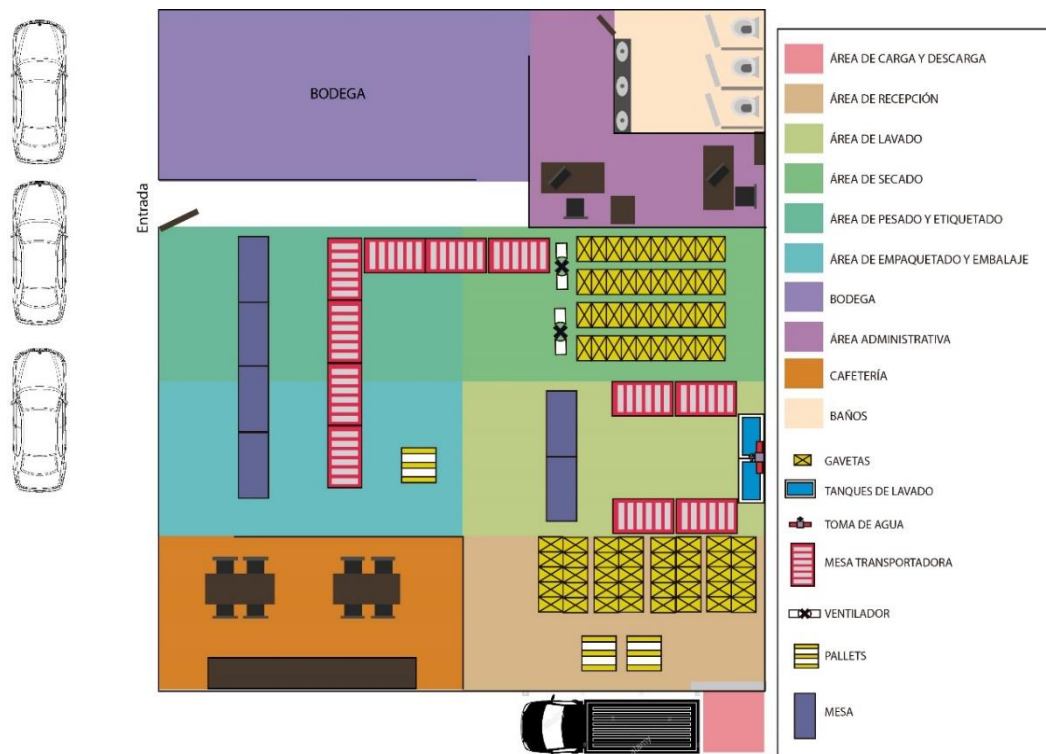 BODEGA
Entrada
ÁREA DE CARGA Y DESCARGA
ÁREA DE RECEPCIÓN
ÁREA DE LAVADO
ÁREA DE SECADO
ÁREA DE PESADO Y ETIQUETADO
ÁREA DE EMPAQUETADO Y EMBALAJE
BODEGA
ÁREA ADMINISTRATIVA
CAFETERÍA
BAÑOS
GAVETAS
TANQUES DE LAVADO
TOMA DE AGUA
MESA TRANSPORTADORA
VENTILADOR
PALLETS
MESA